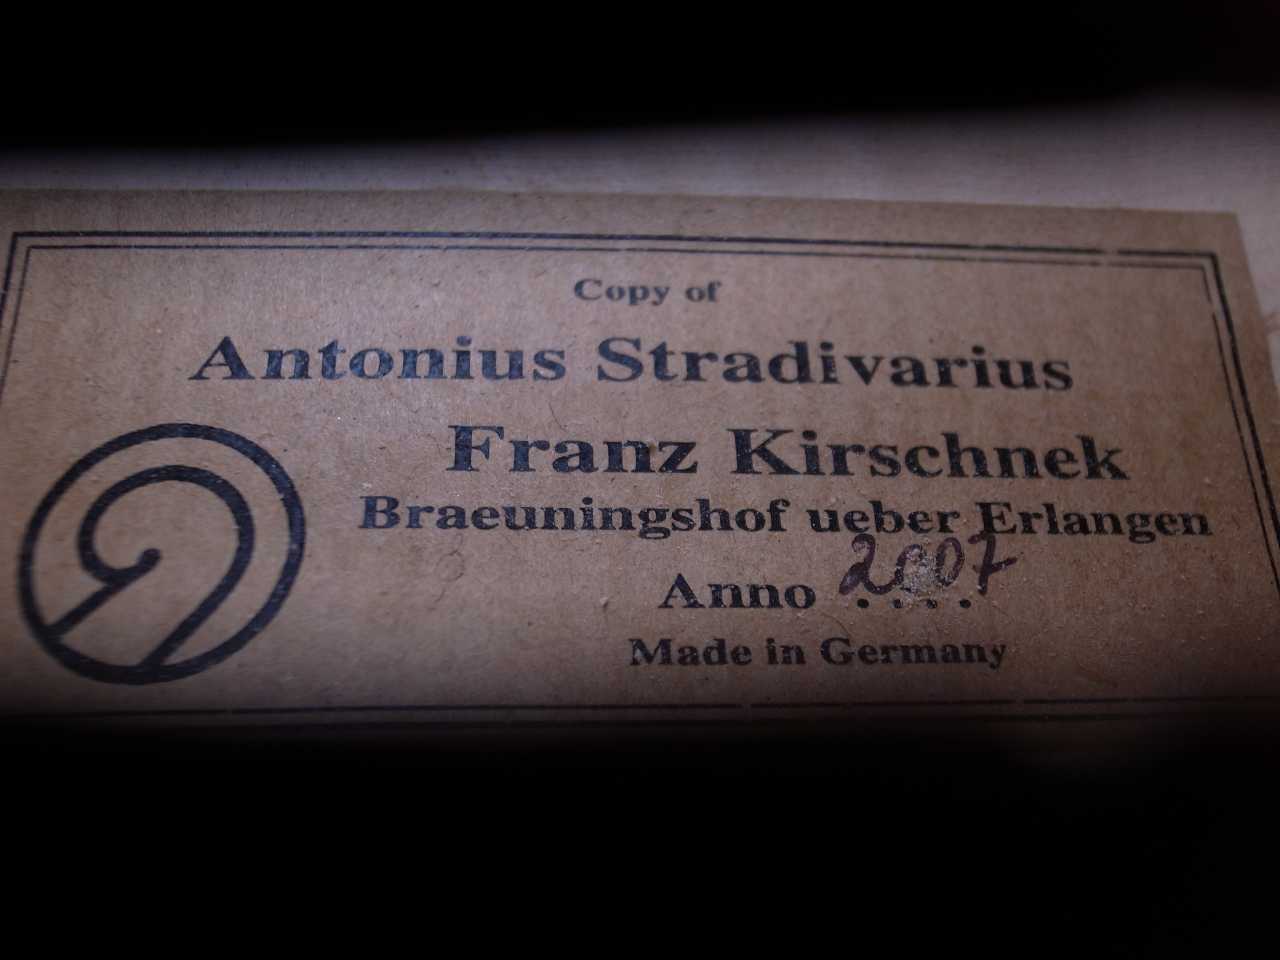 Copy of
Antonius Stradivarius
Franz Kirschnek
Braeuningshof ueber Erlangen
Anno 2007
Made in Germany